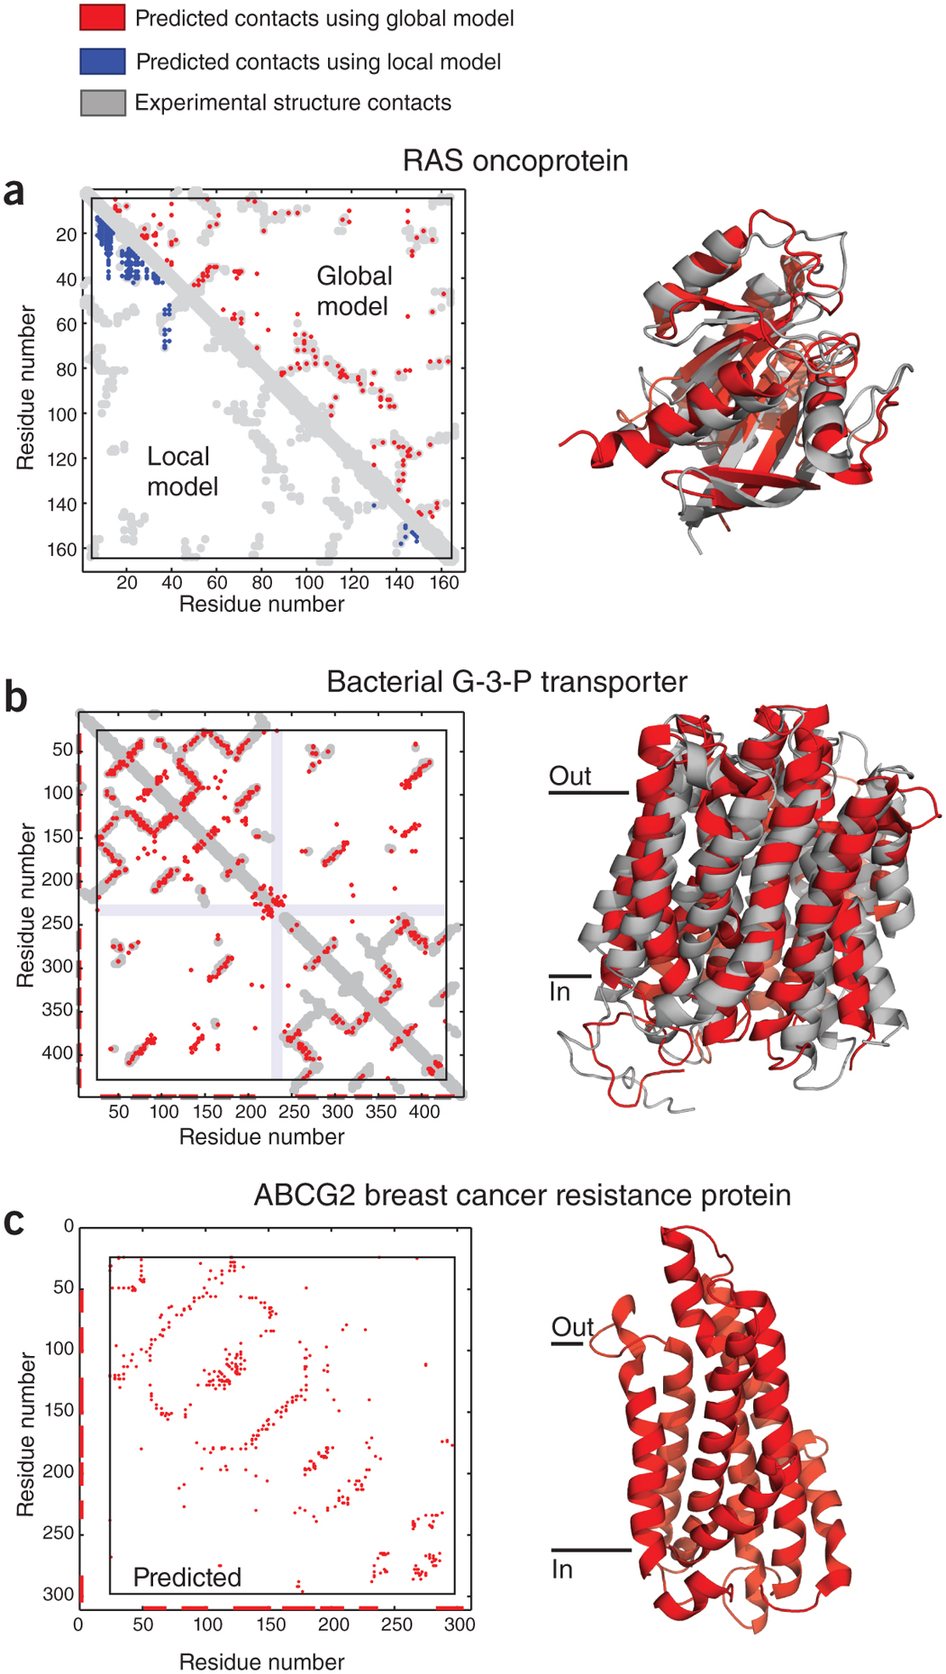 Predicted contacts using global model
Predicted contacts using local model
Experimental structure contacts
RAS oncoprotein
a
20
40
60
80
100
120
140
160
Residue number
Global
model
Local
model
20 40 60 80 100 120 140 160
Residue number
Bacterial G-3-P transporter
b
50
100
150
200
250
300
350
400
Residue number
50 100 150 200 250 300 350 400
Residue number
Out
In
ABCG2 breast cancer resistance protein
c
0
50
100
150
200
250
300
Residue number
Predicted
0 50 100 150 200 250 300
Residue number
Out
In